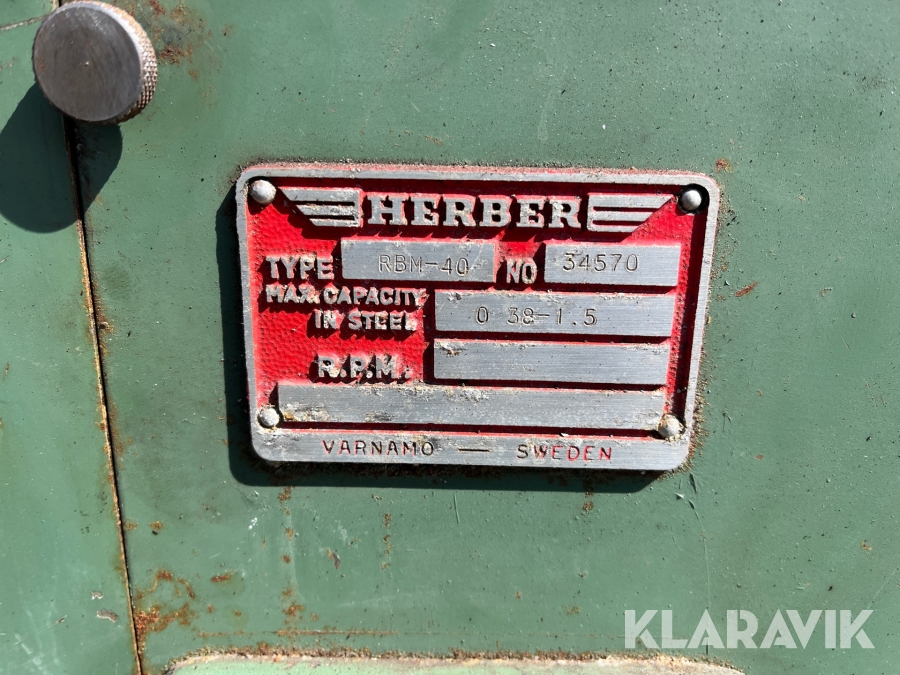 HERBER
TYPE RBM-40 NO 34570
MAX. CAPACITY
IN STEEL 0 38-1.5
R.P.M.
VARNAMO — SWEDEN
KLARAVIK